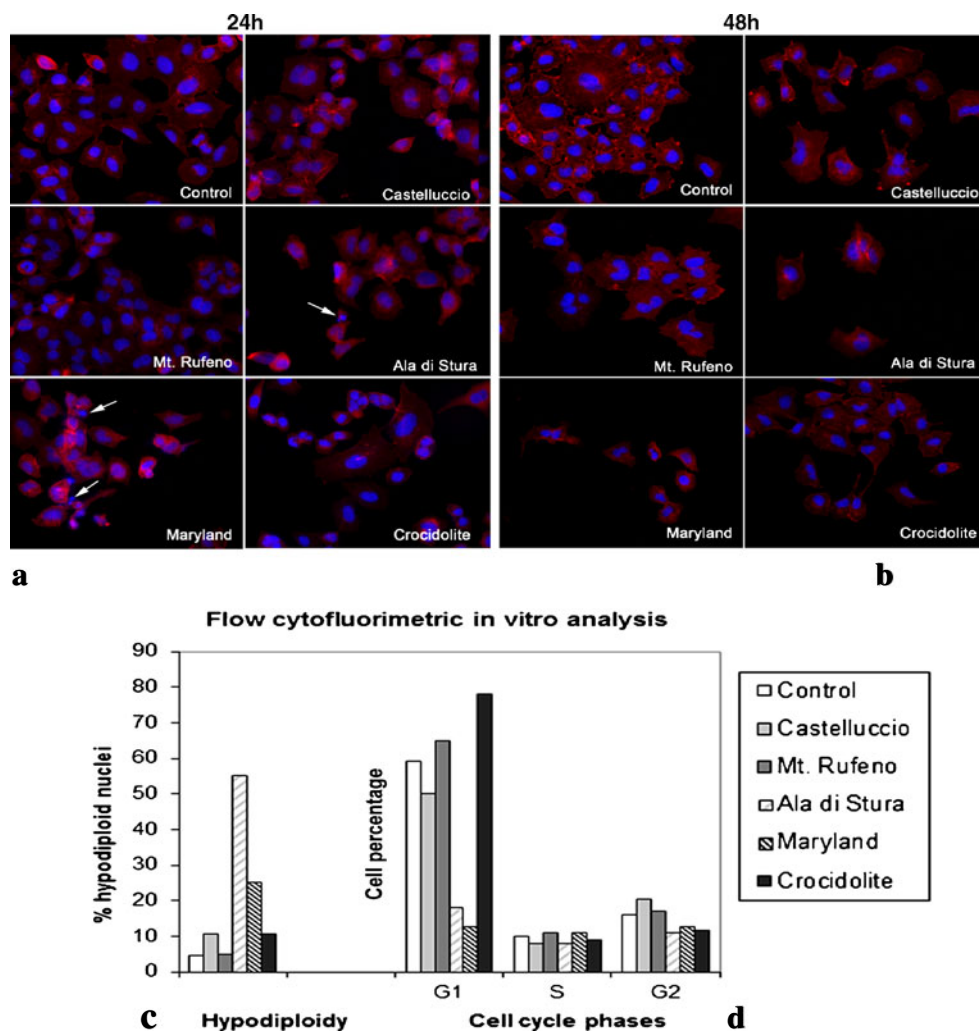 24h
48h
Control
Castelluccio
Control
Castelluccio
Mt. Rufeno
Ala di Stura
Mt. Rufeno
Ala di Stura
Maryland
Crocidolite
Maryland
Crocidolite
a
b
Flow cytofluorimetric in vitro analysis
% hypodiploid nuclei
90
80
70
60
50
40
30
20
10
0
Cell percentage
G1
S
G2
c
Hypodiploidy
Cell cycle phases
d
Control
Castelluccio
Mt. Rufeno
Ala di Stura
Maryland
Crocidolite